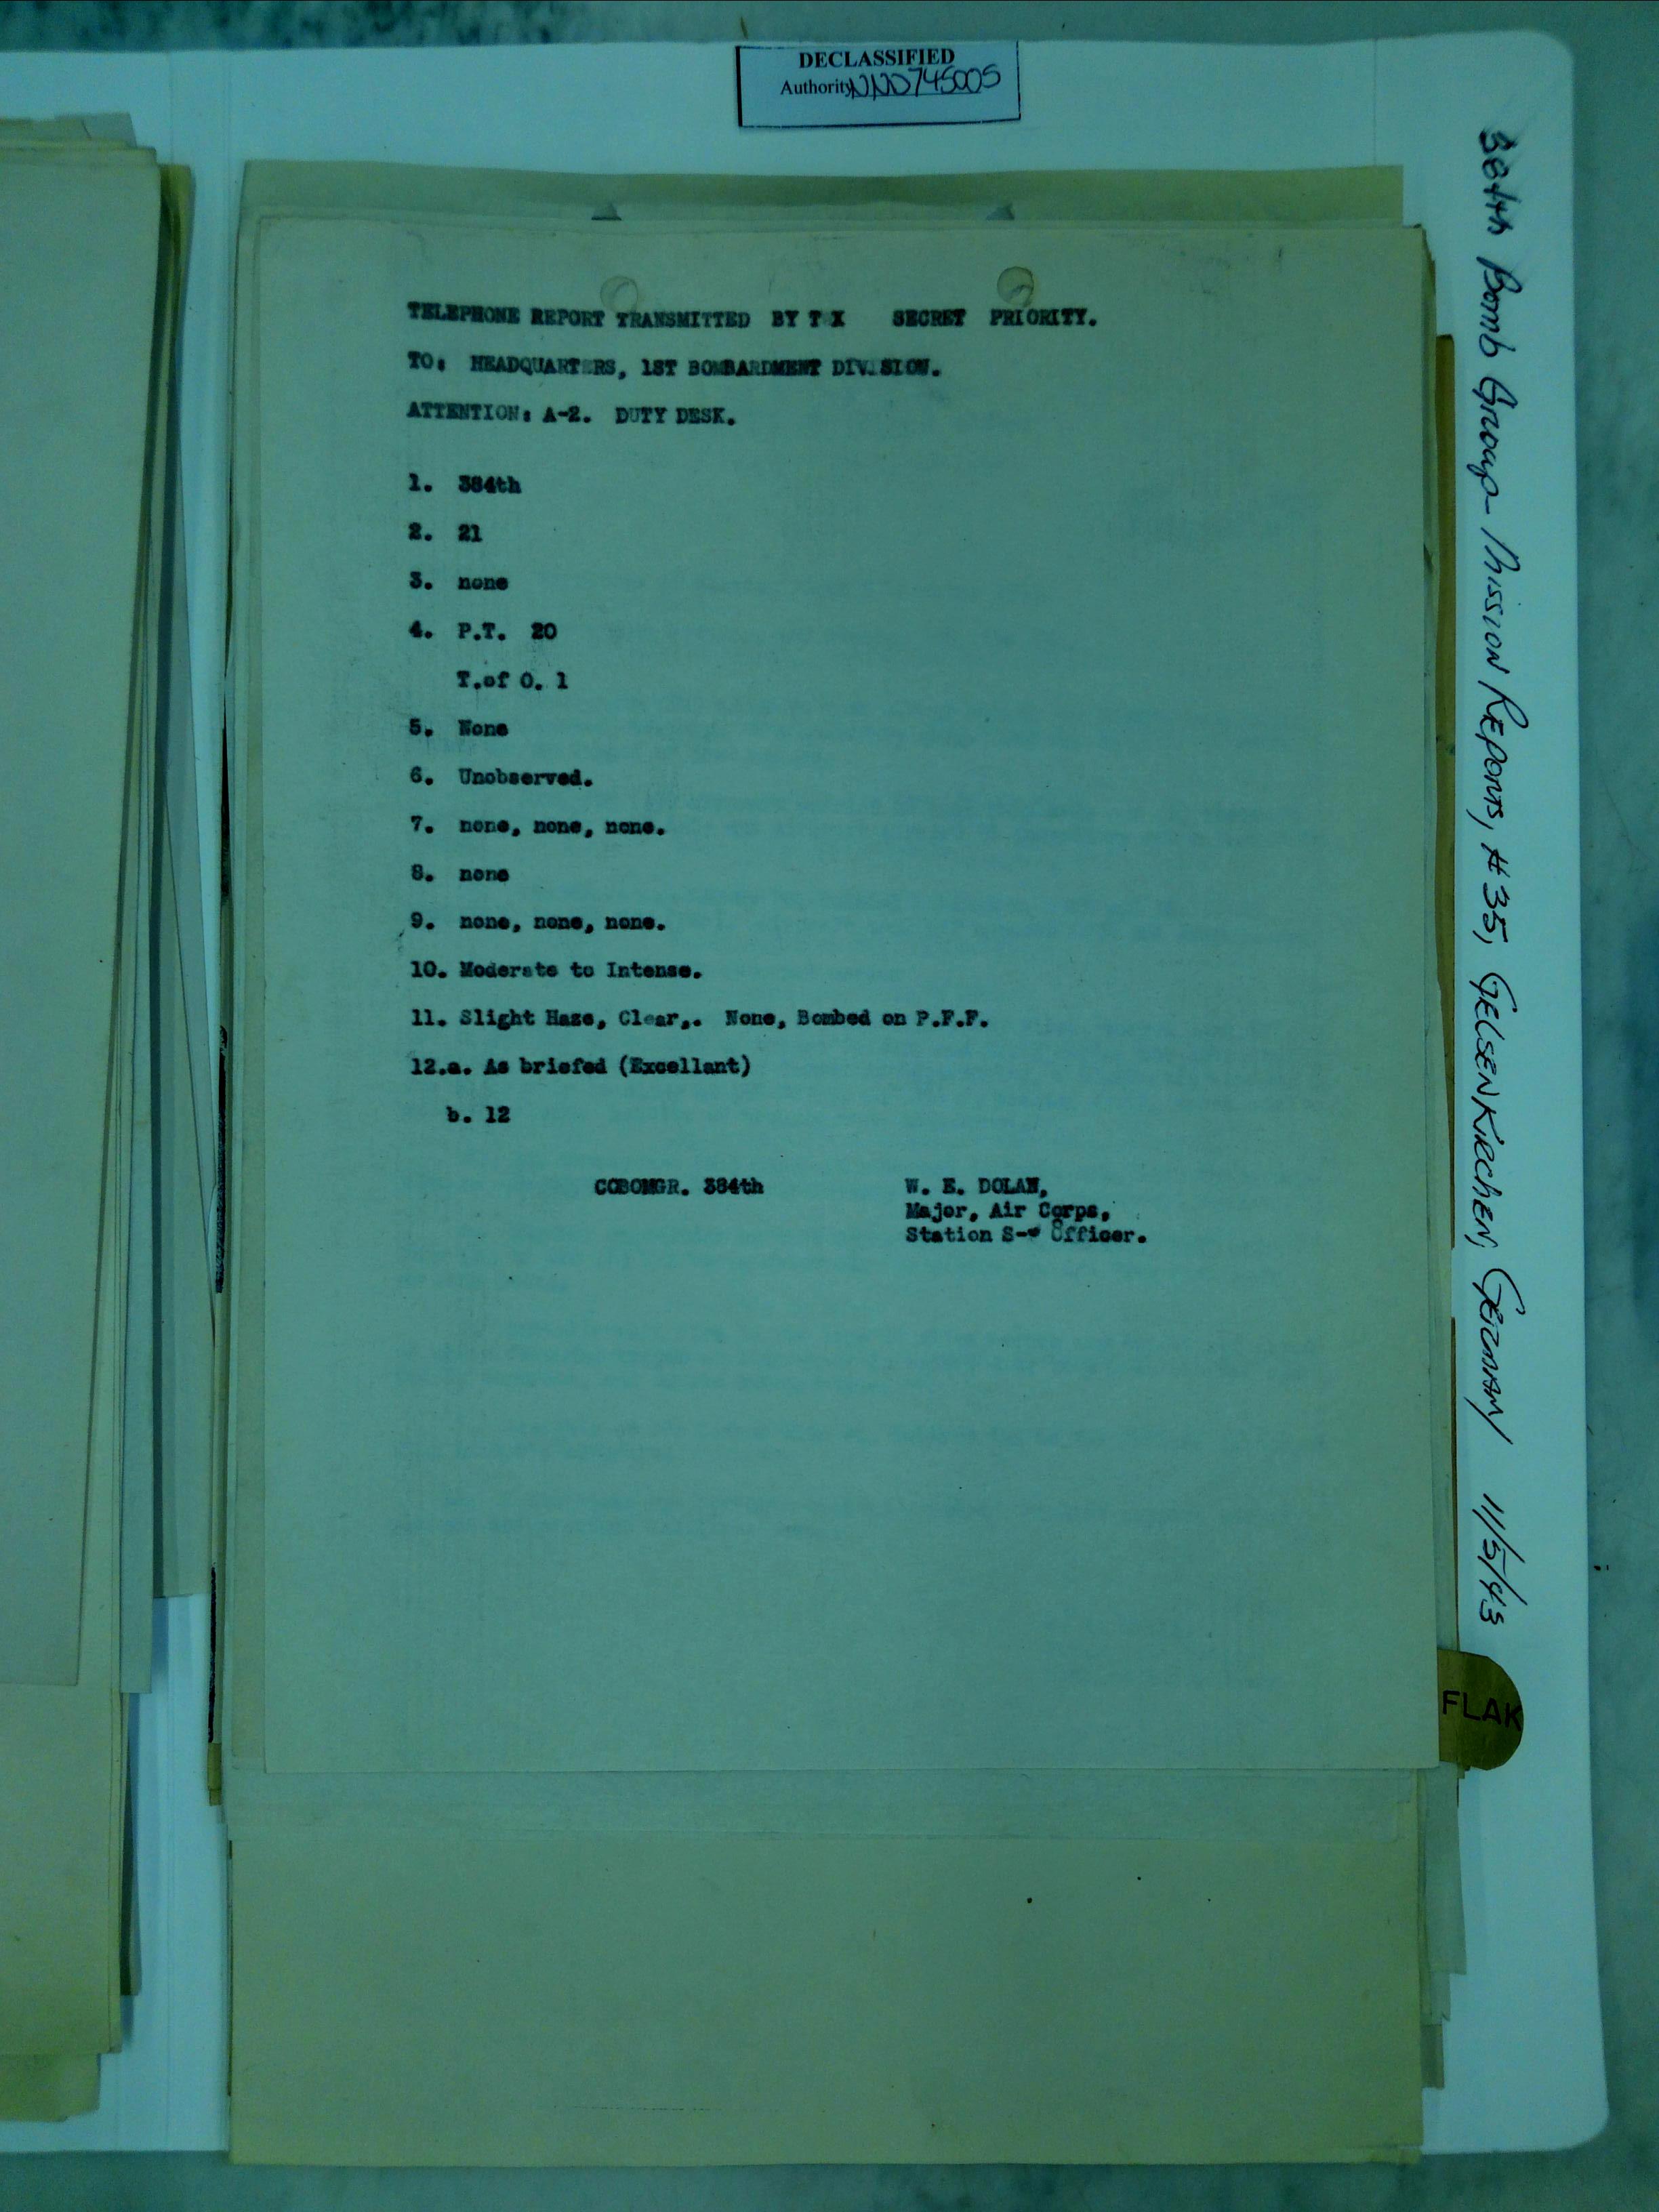 DECLASSIFIED
Authority NND745005
TELEPHONE REPORT TRANSMITTED BY T X SECRET PRIORITY.
TO: HEADQUARTERS, 1ST BOMBARDMENT DIVISION.
ATTENTION: A-2. DUTY DESK.
1. 384th
2. 21
3. none
4. P.T. 20
T.of O. 1
5. None
6. Unobserved.
7. none, none, none.
8. none
9. none, none, none.
10. Moderate to Intense.
11. Slight Haze, Clear,. None, Bombed on P.F.F.
12.a. As briefed (Excellant)
b. 12
COBOMGR. 384th
W. E. DOLAN,
Major, Air Corps,
Station S- Officer.
384th Bomb Group - Mission Reports, #35, Gelsenkirchen, Germany 11/5/43
FLAK